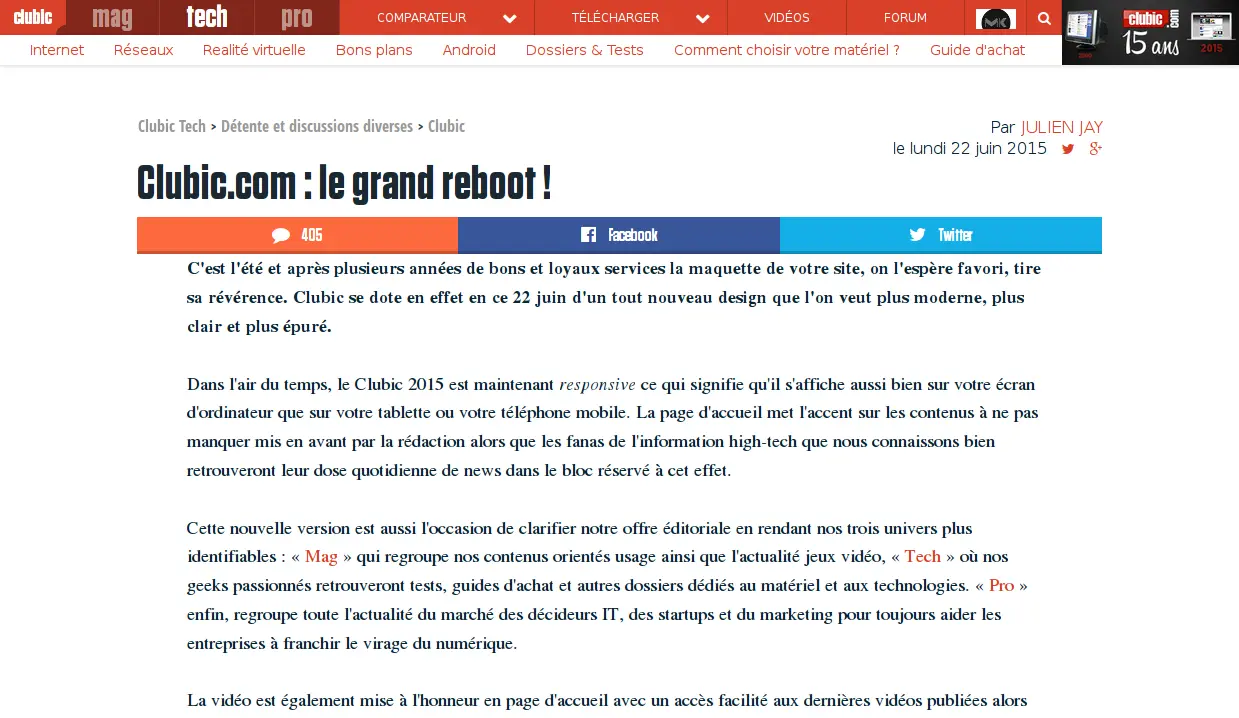 clubic mag tech pro COMPARATEUR TÉLÉCHARGER VIDÉOS FORUM MK clubic.com
15 ans 2015
Internet Réseaux Realité virtuelle Bons plans Android Dossiers & Tests Comment choisir votre matériel ? Guide d'achat
Clubic Tech > Détente et discussions diverses > Clubic
Par JULIEN JAY
le lundi 22 juin 2015
Clubic.com : le grand reboot !
405 Facebook Twitter
C'est l'été et après plusieurs années de bons et loyaux services la maquette de votre site, on l'espère favori, tire
sa révérence. Clubic se dote en effet en ce 22 juin d'un tout nouveau design que l'on veut plus moderne, plus
clair et plus épuré.
Dans l'air du temps, le Clubic 2015 est maintenant responsive ce qui signifie qu'il s'affiche aussi bien sur votre écran
d'ordinateur que sur votre tablette ou votre téléphone mobile. La page d'accueil met l'accent sur les contenus à ne pas
manquer mis en avant par la rédaction alors que les fanas de l'information high-tech que nous connaissons bien
retrouveront leur dose quotidienne de news dans le bloc réservé à cet effet.
Cette nouvelle version est aussi l'occasion de clarifier notre offre éditoriale en rendant nos trois univers plus
identifiables : « Mag » qui regroupe nos contenus orientés usage ainsi que l'actualité jeux vidéo, « Tech » où nos
geeks passionnés retrouveront tests, guides d'achat et autres dossiers dédiés au matériel et aux technologies. « Pro »
enfin, regroupe toute l'actualité du marché des décideurs IT, des startups et du marketing pour toujours aider les
entreprises à franchir le virage du numérique.
La vidéo est également mise à l'honneur en page d'accueil avec un accès facilité aux dernières vidéos publiées alors